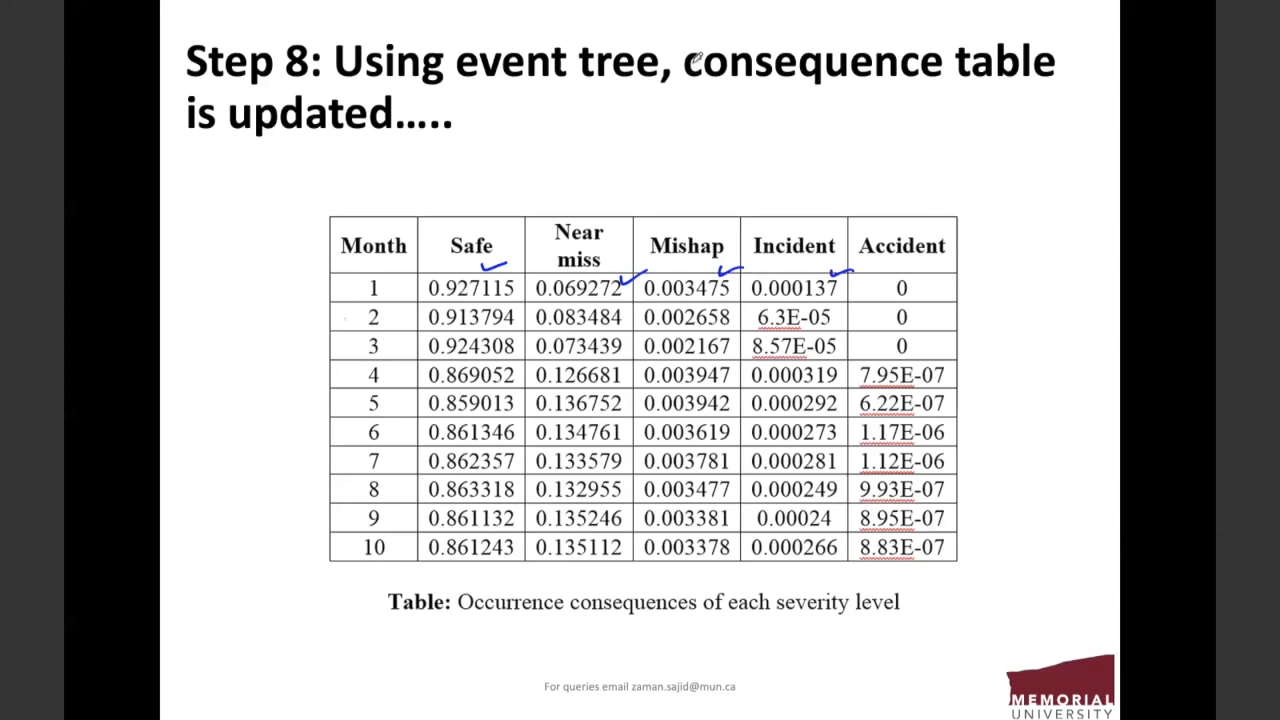 Step 8: Using event tree, consequence table
is updated…..
Month Safe Near miss Mishap Incident Accident
1 0.927115 0.069272 0.003475 0.000137 0
2 0.913794 0.083484 0.002658 6.3E-05 0
3 0.924308 0.073439 0.002167 8.57E-05 0
4 0.869052 0.126681 0.003947 0.000319 7.95E-07
5 0.859013 0.136752 0.003942 0.000292 6.22E-07
6 0.861346 0.134761 0.003619 0.000273 1.17E-06
7 0.862357 0.133579 0.003781 0.000281 1.12E-06
8 0.863318 0.132955 0.003477 0.000249 9.93E-07
9 0.861132 0.135246 0.003381 0.00024 8.95E-07
10 0.861243 0.135112 0.003378 0.000266 8.83E-07
Table: Occurrence consequences of each severity level
For queries email zaman.sajid@mun.ca
MEMORIAL
UNIVERSITY